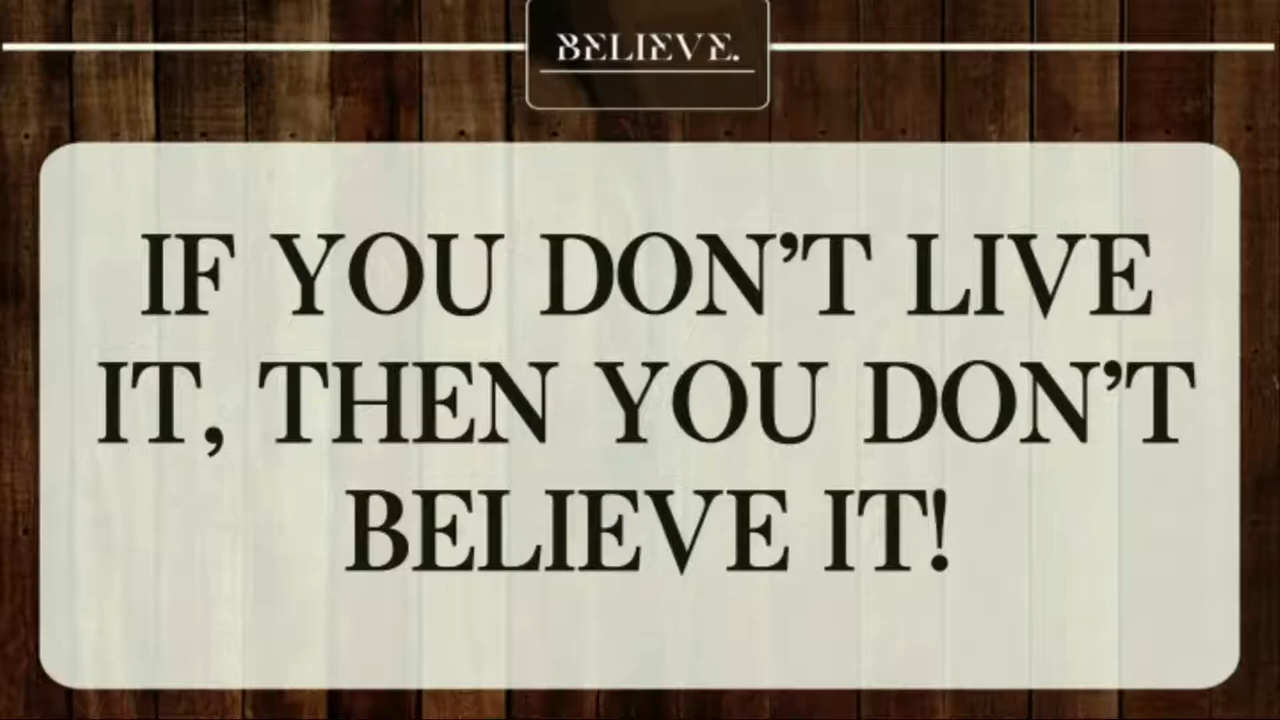 BELIEVE.
IF YOU DON’T LIVE
IT, THEN YOU DON’T
BELIEVE IT!